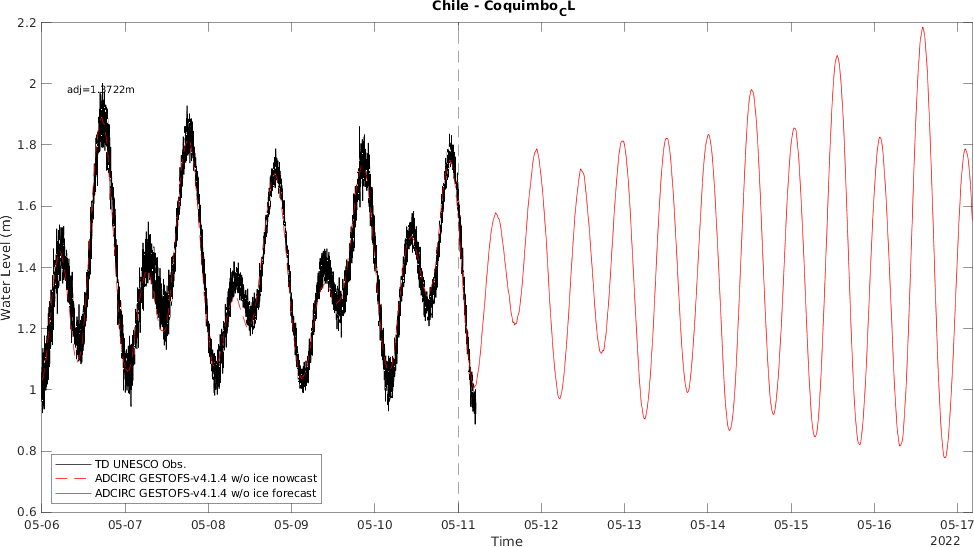 Chile - Coquimbo_CL
2.2
2
1.8
1.6
1.4
1.2
1
0.8
0.6
Water Level (m)
adj=1.3722m
TD UNESCO Obs.
ADCIRC GESTOFS-v4.1.4 w/o ice nowcast
ADCIRC GESTOFS-v4.1.4 w/o ice forecast
05-06 05-07 05-08 05-09 05-10 05-11 05-12 05-13 05-14 05-15 05-16 05-17
Time
2022